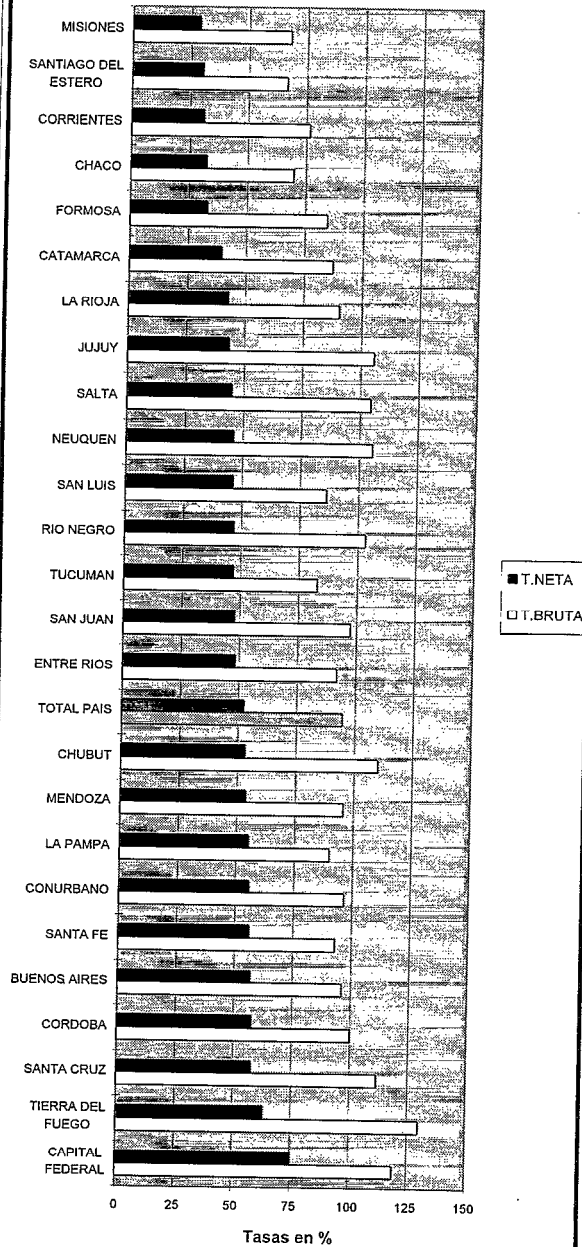 MISIONES
SANTIAGO DEL
ESTERO
CORRIENTES
CHACO
FORMOSA
CATAMARCA
LA RIOJA
JUJUY
SALTA
NEUQUEN
SAN LUIS
RIO NEGRO
TUCUMAN
SAN JUAN
ENTRE RIOS
TOTAL PAIS
CHUBUT
MENDOZA
LA PAMPA
CONURBANO
SANTA FE
BUENOS AIRES
CORDOBA
SANTA CRUZ
TIERRA DEL
FUEGO
CAPITAL
FEDERAL
0 25 50 75 100 125 150
Tasas en %
T.NETA
T.BRUTA